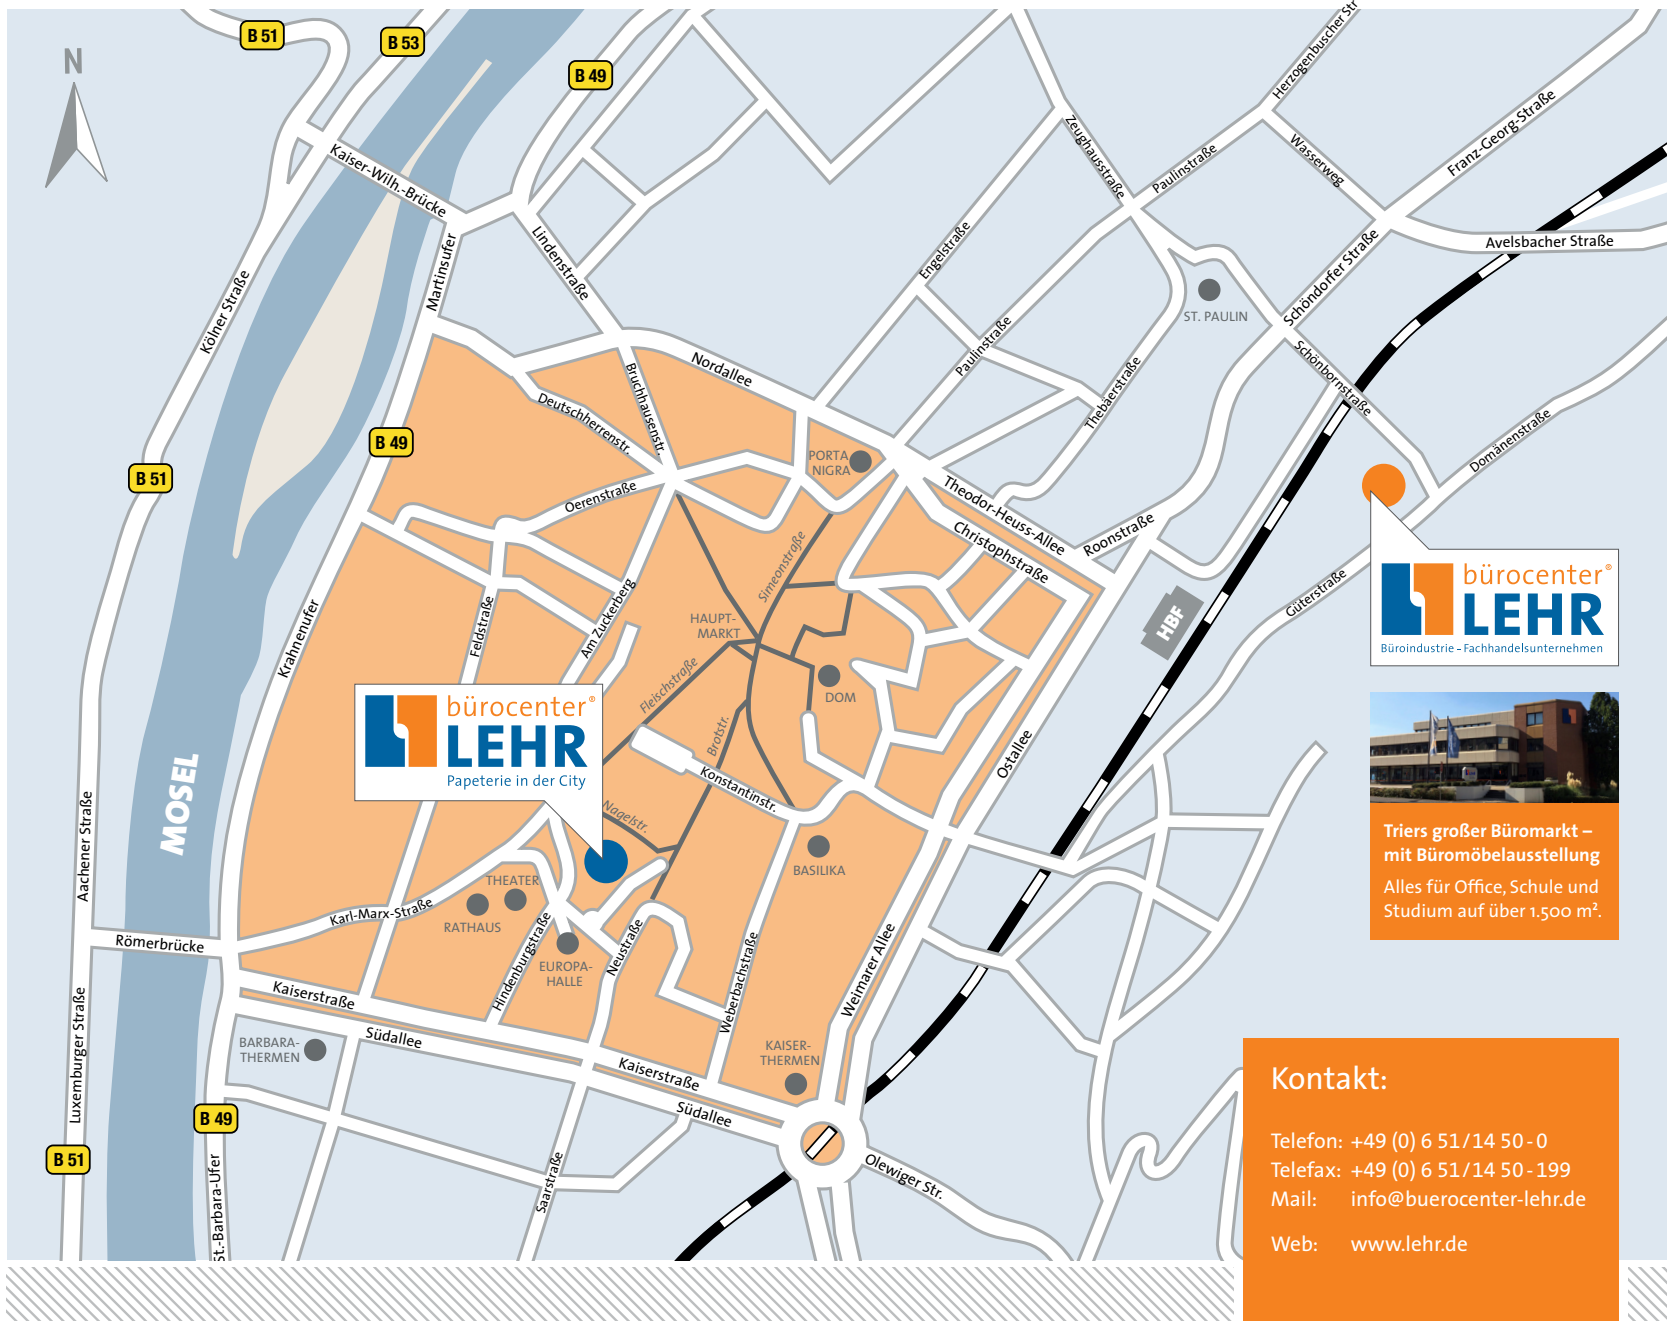 B 51
B 53
B 49
N
Kaiser-Wilh.-Brücke
Herzogenbuscher Str
Franz-Georg-Straße
Zeughausstraße
Paulinstraße
Wasserweg
Avelsbacher Straße
Martinsufer
Lindenstraße
Engelstraße
Kölner Straße
Schöndorfer Straße
ST. PAULIN
Schönbornstraße
Paulinstraße
Thebäerstraße
Nordallee
Bruchhausenstr.
Deutschherrenstr.
Domänenstraße
B 49
B 51
PORTA
NIGRA
Oerenstraße
Theodor-Heuss-Allee
Christophstraße
Roonstraße
Simeonstraße
Güterstraße
bürocenter®
LEHR
Büroindustrie – Fachhandelsunternehmen
HBF
Krahnenufer
Feldstraße
Am Zuckerberg
HAUPT-
MARKT
Fleischstraße
DOM
Brotstr.
Ostallee
bürocenter®
LEHR
Papeterie in der City
MOSEL
Konstantinstr.
Nagelstr.
Aachener Straße
BASILIKA
Triers großer Büromarkt –
mit Büromöbelausstellung
Alles für Office, Schule und
Studium auf über 1.500 m².
THEATER
RATHAUS
Karl-Marx-Straße
Römerbrücke
Hindenburgstraße
EUROPA-
HALLE
Neustraße
Weberbachstraße
Weimarer Allee
Kaiserstraße
Südallee
Luxemburger Straße
BARBARA-
THERMEN
KAISER-
THERMEN
Kaiserstraße
Südallee
B 49
B 51
St.-Barbara-Ufer
Saarstraße
Olewiger Str.
Kontakt:
Telefon: +49 (0) 6 51/14 50-0
Telefax: +49 (0) 6 51/14 50-199
Mail: info@buerocenter-lehr.de
Web: www.lehr.de